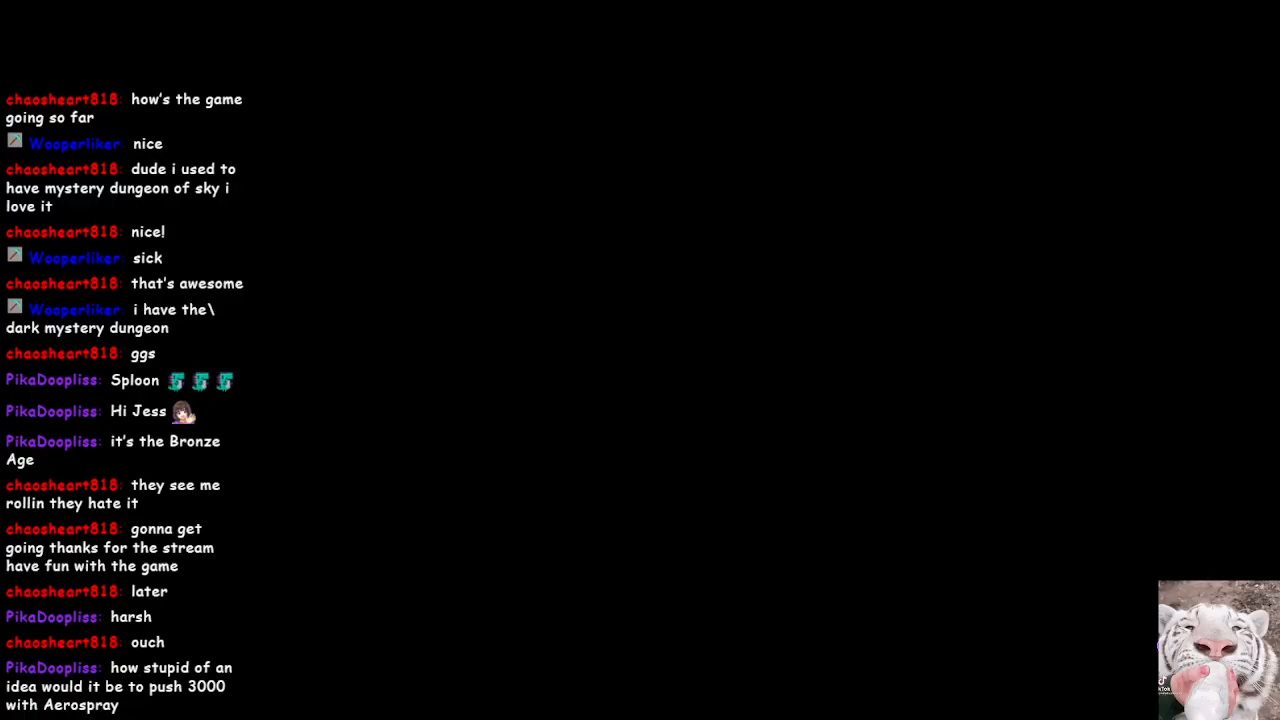 chaosheart818: how's the game
going so far
Wooperliker: nice
chaosheart818: dude i used to
have mystery dungeon of sky i
love it
chaosheart818: nice!
Wooperliker: sick
chaosheart818: that's awesome
Wooperliker: i have the\
dark mystery dungeon
chaosheart818: ggs
PikaDoopliss: Sploon
PikaDoopliss: Hi Jess
PikaDoopliss: it's the Bronze
Age
chaosheart818: they see me
rollin they hate it
chaosheart818: gonna get
going thanks for the stream
have fun with the game
chaosheart818: later
PikaDoopliss: harsh
chaosheart818: ouch
PikaDoopliss: how stupid of an
idea would it be to push 3000
with Aerospray